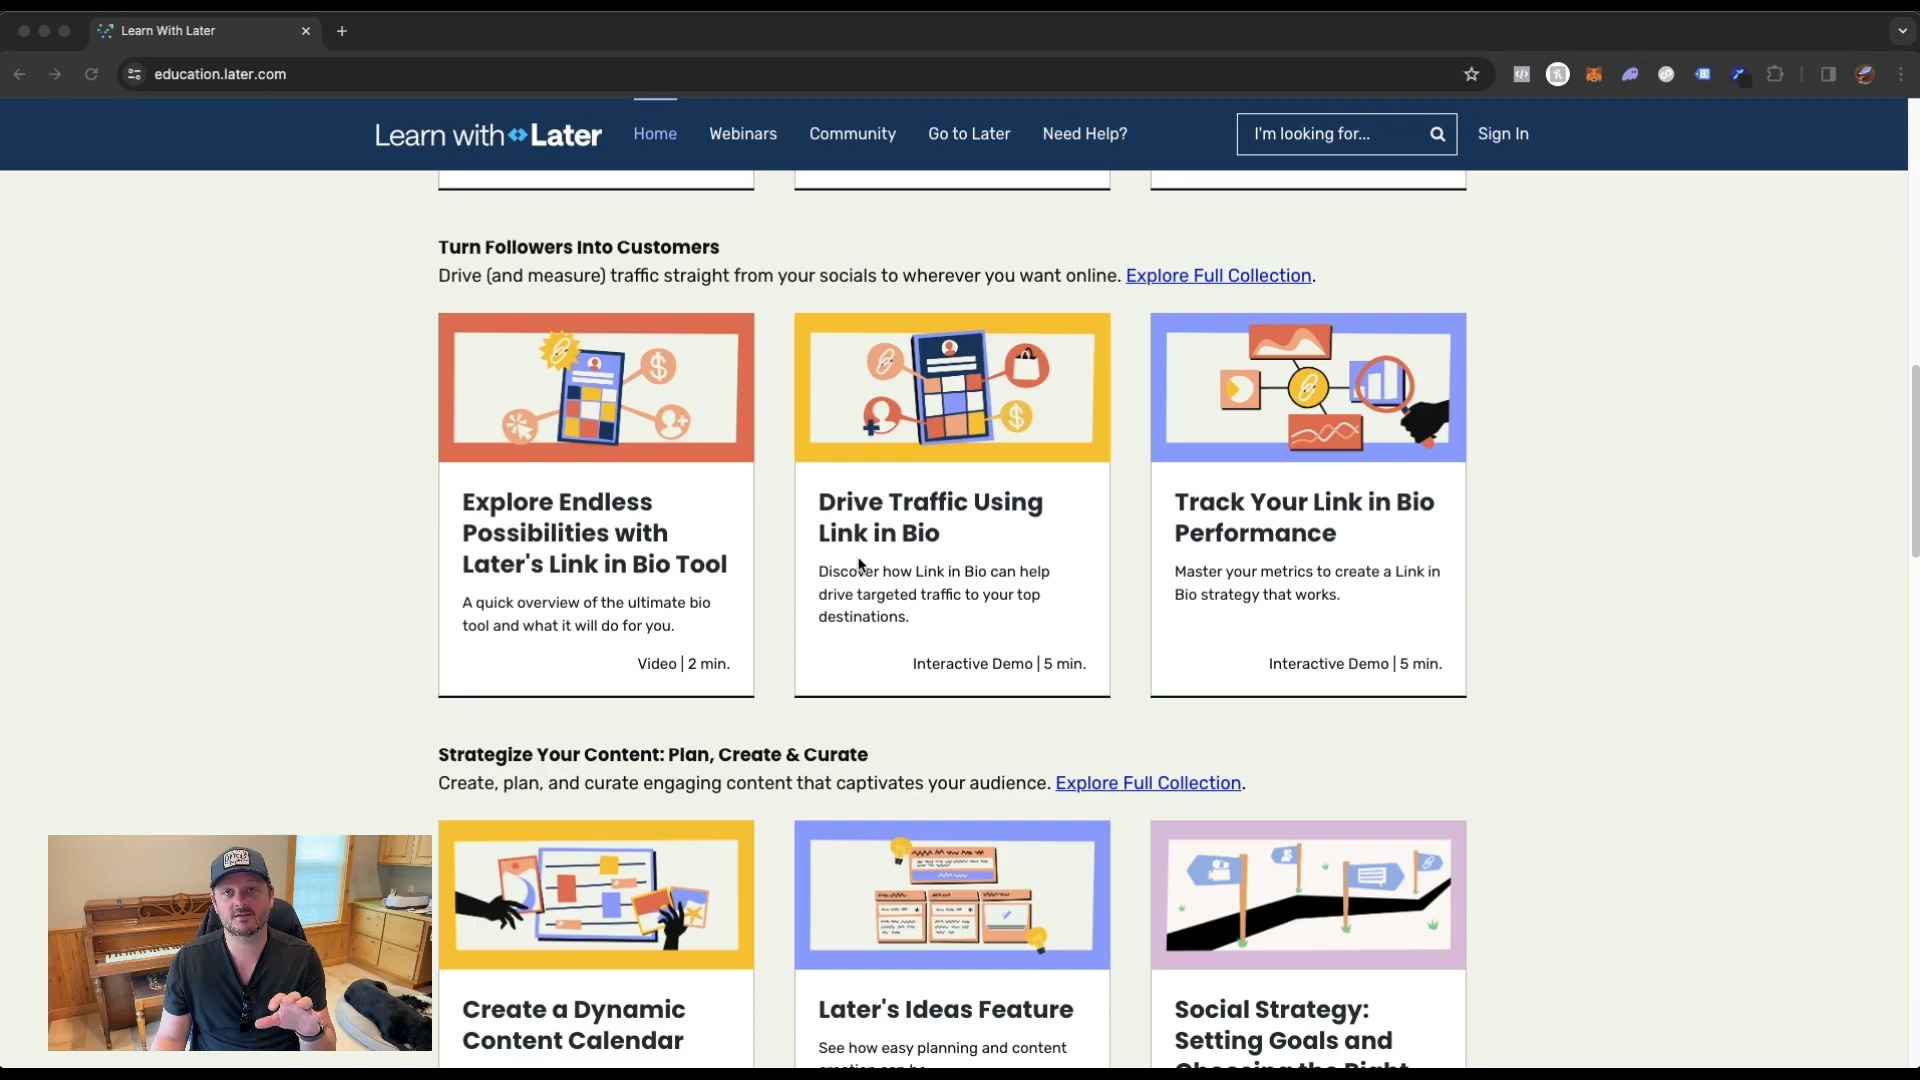 Learn With Later
education.later.com
Learn with Later
Home
Webinars
Community
Go to Later
Need Help?
I'm looking for...
Sign In
Turn Followers Into Customers
Drive (and measure) traffic straight from your socials to wherever you want online. Explore Full Collection.
Explore Endless
Possibilities with
Later's Link in Bio Tool
A quick overview of the ultimate bio
tool and what it will do for you.
Video | 2 min.
Drive Traffic Using
Link in Bio
Discover how Link in Bio can help
drive targeted traffic to your top
destinations.
Interactive Demo | 5 min.
Track Your Link in Bio
Performance
Master your metrics to create a Link in
Bio strategy that works.
Interactive Demo | 5 min.
Strategize Your Content: Plan, Create & Curate
Create, plan, and curate engaging content that captivates your audience. Explore Full Collection.
Create a Dynamic
Content Calendar
Later's Ideas Feature
See how easy planning and content
Social Strategy:
Setting Goals and
Choosing the Right